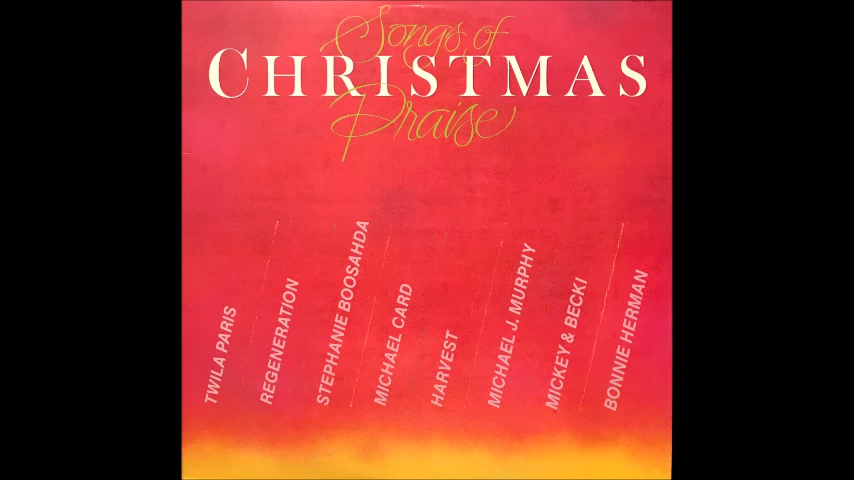 Songs of
CHRISTMAS
Praise
TWILA PARIS
REGENERATION
STEPHANIE BOOSAHDA
MICHAEL CARD
HARVEST
MICHAEL J. MURPHY
MICKEY & BECKI
BONNIE HERMAN